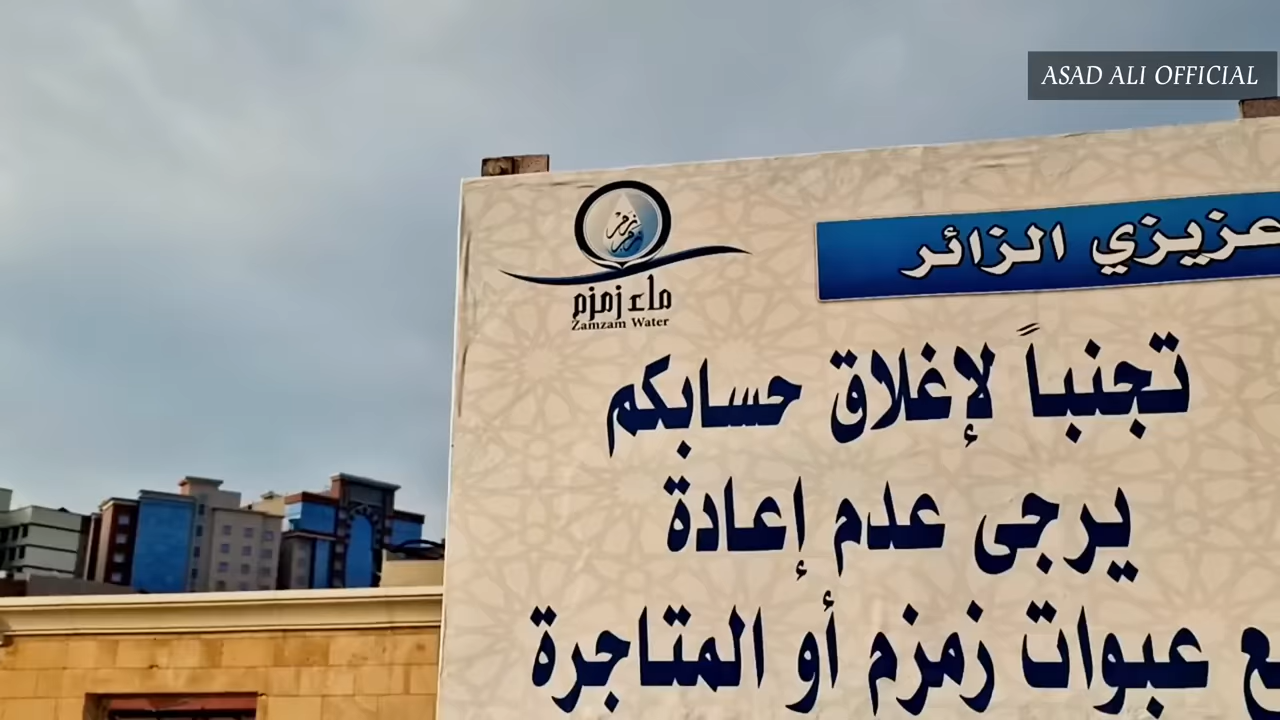 ASAD ALI OFFICIAL
زمزم
ماء زمزم
Zamzam Water
عزيزي الزائر
تجنباً لإغلاق حسابكم
يرجى عدم إعادة
عبوات زمزم أو المتاجرة